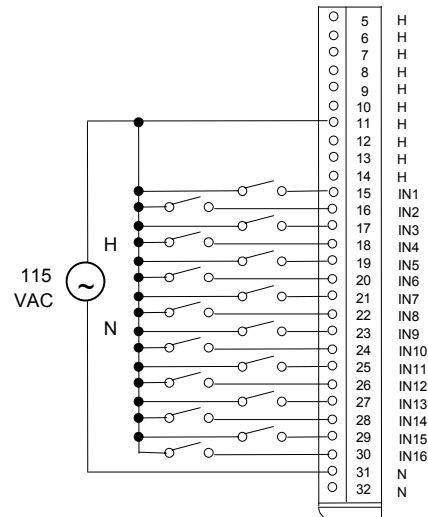 5 H
6 H
7 H
8 H
9 H
10 H
11 H
12 H
13 H
14 H
15 IN1
16 IN2
17 IN3
H
18 IN4
19 IN5
115
VAC
~
20 IN6
21 IN7
22 IN8
N
23 IN9
24 IN10
25 IN11
26 IN12
27 IN13
28 IN14
29 IN15
30 IN16
31 N
32 N